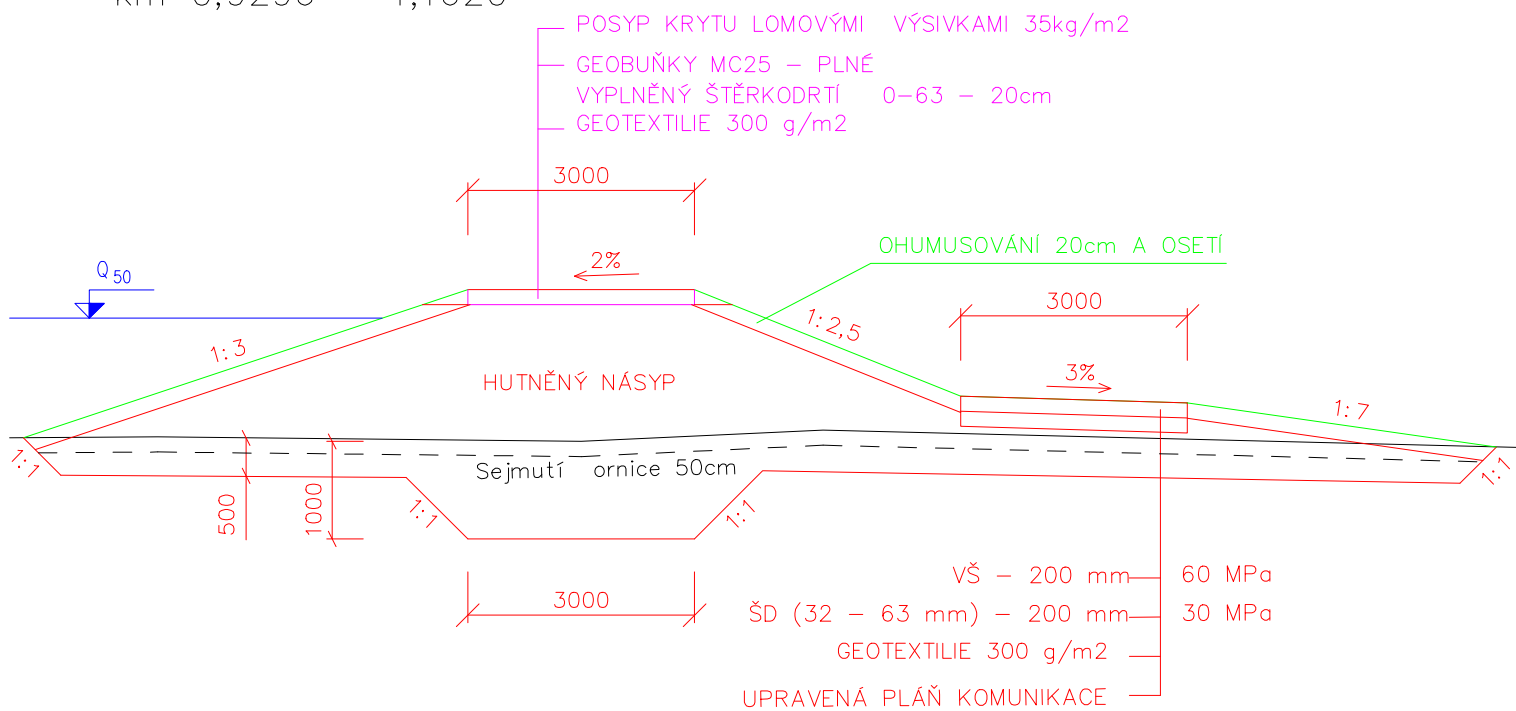 POSYP KRYTU LOMOVÝMI VÝSIVKAMI 35kg/m2
GEOBUŇKY MC25 – PLNÉ
VYPLNĚNÝ ŠTĚRKODRTÍ 0–63 – 20cm
GEOTEXTILIE 300 g/m2
3000
OHUMUSOVÁNÍ 20cm A OSETÍ
2%
Q50
3000
1:2,5
1:3
3%
HUTNĚNÝ NÁSYP
1:7
1:1
Sejmutí ornice 50cm
1:1
500
1000
1:1
1:1
3000
VŠ – 200 mm 60 MPa
ŠD (32 – 63 mm) – 200 mm 30 MPa
GEOTEXTILIE 300 g/m2
UPRAVENÁ PLÁŇ KOMUNIKACE